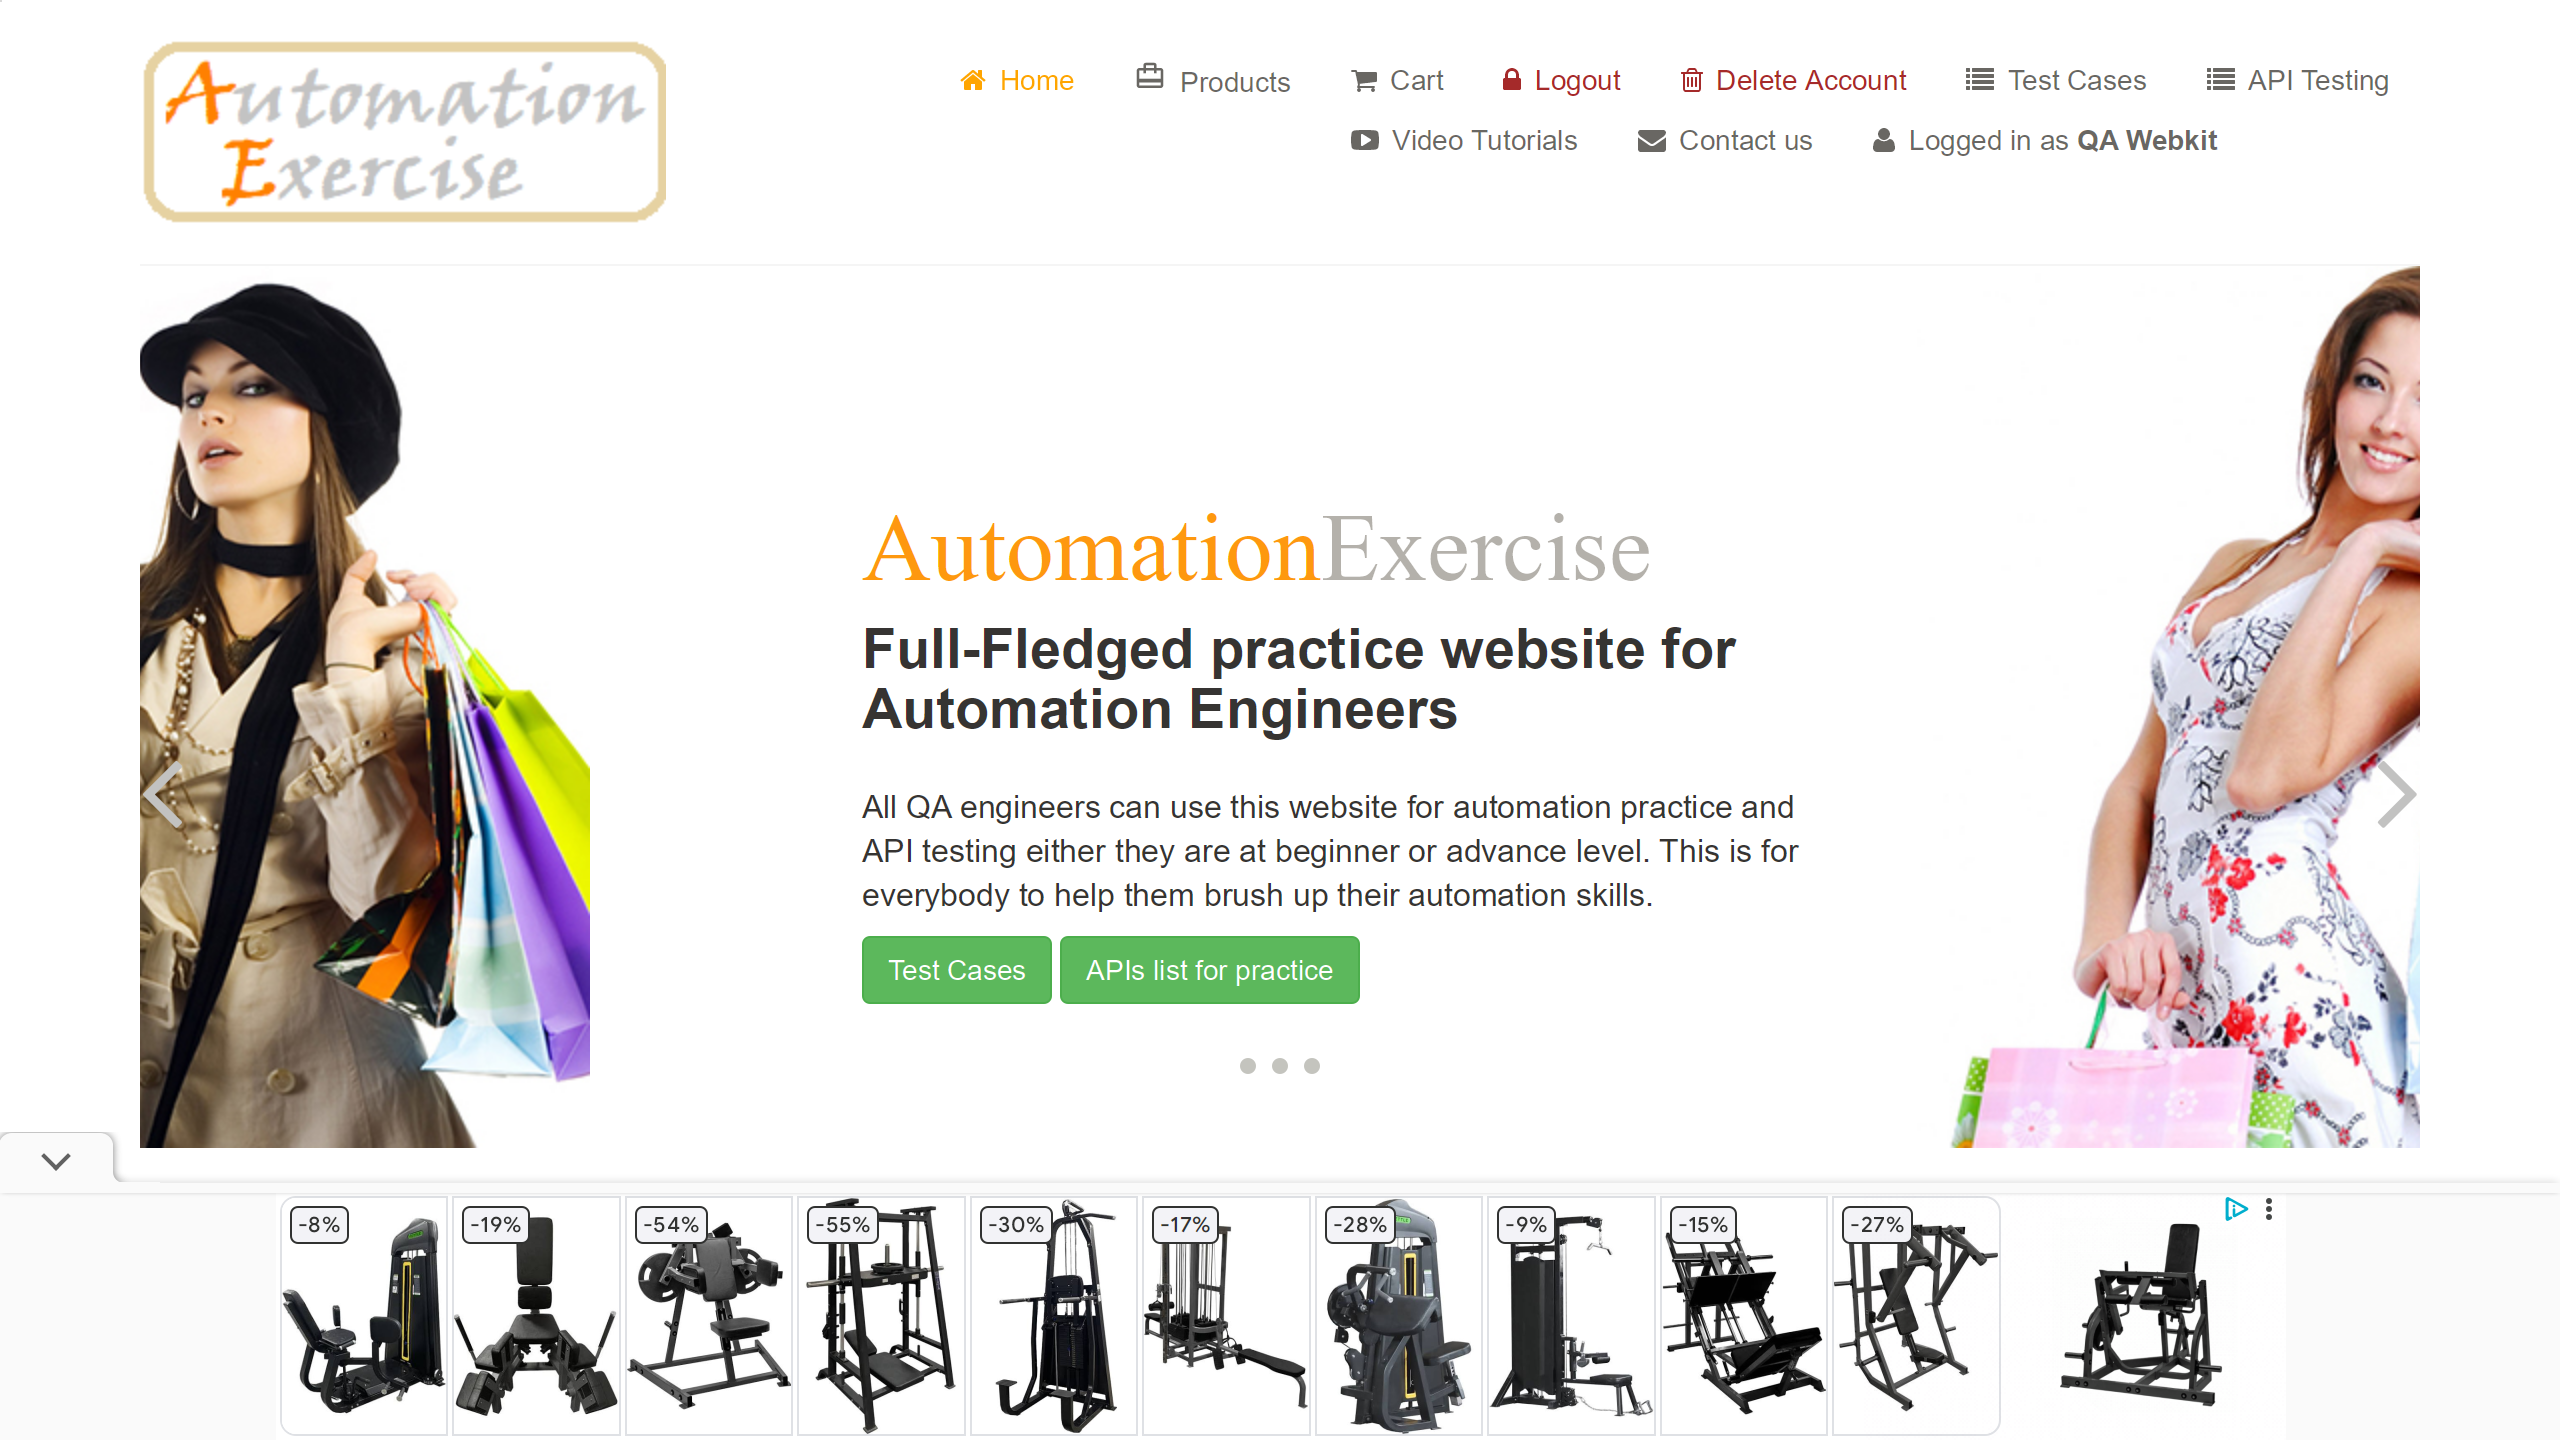 Automation
Exercise
Home Products Cart Logout Delete Account Test Cases API Testing
Video Tutorials Contact us Logged in as QA Webkit
AutomationExercise
Full-Fledged practice website for
Automation Engineers
All QA engineers can use this website for automation practice and
API testing either they are at beginner or advance level. This is for
everybody to help them brush up their automation skills.
Test Cases APIs list for practice
-8% -19% -54% -55% -30% -17% -28% -9% -15% -27%